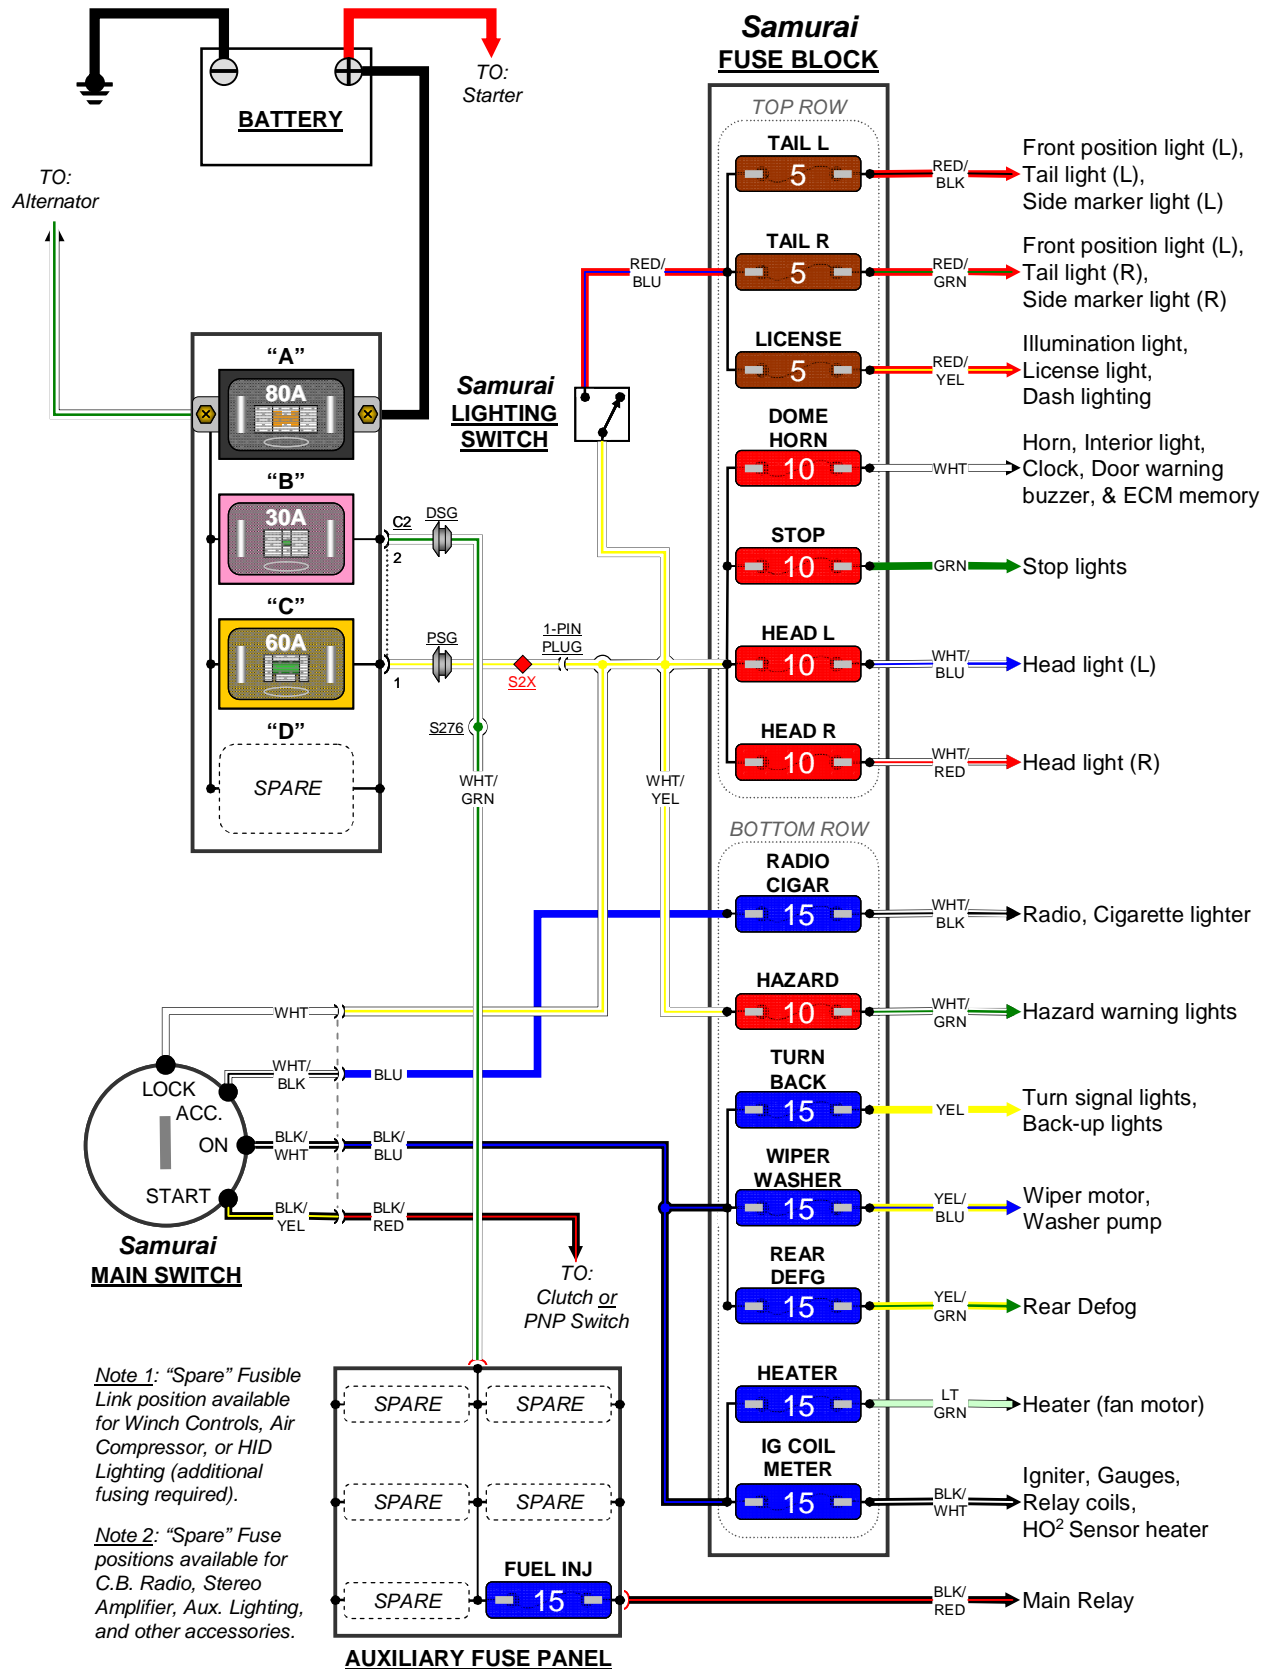 Samurai
FUSE BLOCK
TO:
Starter
BATTERY
TO:
Alternator
TOP ROW
TAIL L
5
RED/
BLK
Front position light (L),
Tail light (L),
Side marker light (L)
TAIL R
5
RED/
BLU
RED/
GRN
Front position light (L),
Tail light (R),
Side marker light (R)
LICENSE
5
RED/
YEL
Illumination light,
License light,
Dash lighting
“A”
80A
Samurai
LIGHTING
SWITCH
DOME
HORN
10
WHT
Horn, Interior light,
Clock, Door warning
buzzer, & ECM memory
“B”
30A
C2
2
DSG
STOP
10
GRN
Stop lights
“C”
60A
1
PSG
S2X
1-PIN
PLUG
HEAD L
10
WHT/
BLU
Head light (L)
“D”
SPARE
S276
WHT/
GRN
WHT/
YEL
HEAD R
10
WHT/
RED
Head light (R)
BOTTOM ROW
RADIO
CIGAR
15
WHT/
BLK
Radio, Cigarette lighter
HAZARD
10
WHT/
GRN
Hazard warning lights
WHT
LOCK
WHT/
BLK
BLU
ACC.
TURN
BACK
15
YEL
Turn signal lights,
Back-up lights
ON
BLK/
WHT
BLK/
BLU
WIPER
WASHER
15
YEL/
BLU
Wiper motor,
Washer pump
START
BLK/
YEL
BLK/
RED
Samurai
MAIN SWITCH
TO:
Clutch or
PNP Switch
REAR
DEFG
15
YEL/
GRN
Rear Defog
HEATER
15
LT
GRN
Heater (fan motor)
IG COIL
METER
15
BLK/
WHT
Igniter, Gauges,
Relay coils,
HO2 Sensor heater
Note 1: “Spare” Fusible
Link position available
for Winch Controls, Air
Compressor, or HID
Lighting (additional
fusing required).
Note 2: “Spare” Fuse
positions available for
C.B. Radio, Stereo
Amplifier, Aux. Lighting,
and other accessories.
SPARE
SPARE
SPARE
SPARE
SPARE
FUEL INJ
15
BLK/
RED
Main Relay
AUXILIARY FUSE PANEL